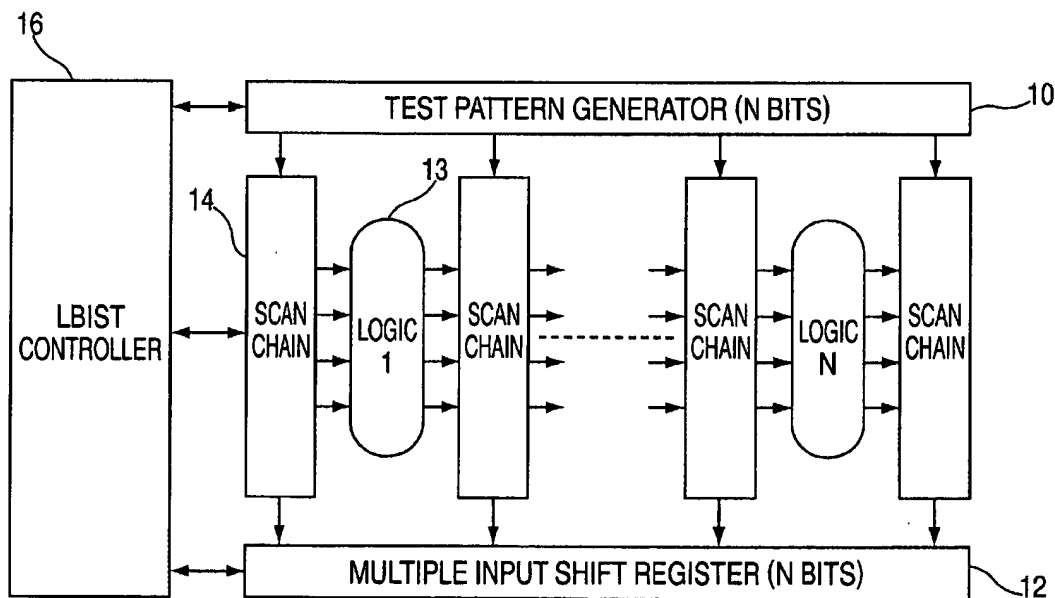 16
TEST PATTERN GENERATOR (N BITS)
10
14
13
LBIST
CONTROLLER
SCAN
CHAIN
LOGIC
1
SCAN
CHAIN
SCAN
CHAIN
LOGIC
N
SCAN
CHAIN
MULTIPLE INPUT SHIFT REGISTER (N BITS)
12